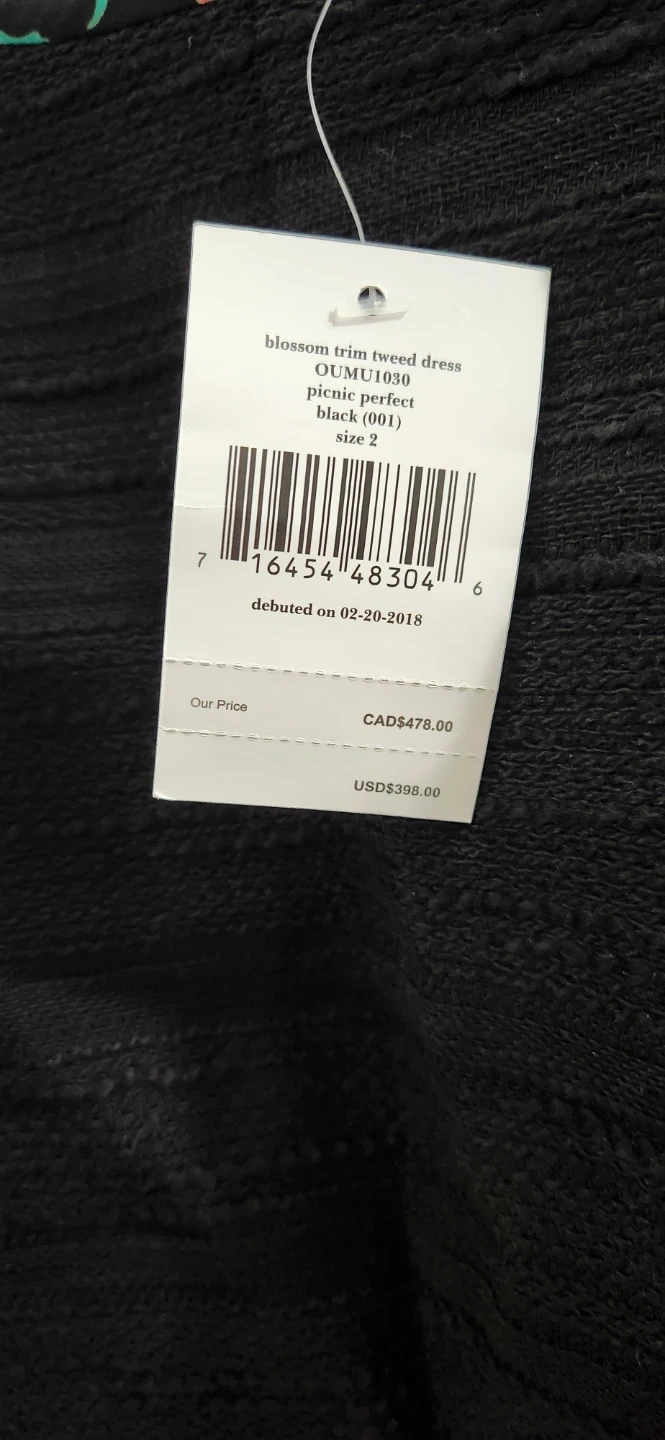 blossom trim tweed dress
OUMU1030
picnic perfect
black (001)
size 2
7 16454 48304 6
debuted on 02-20-2018
Our Price CAD$478.00
USD$398.00